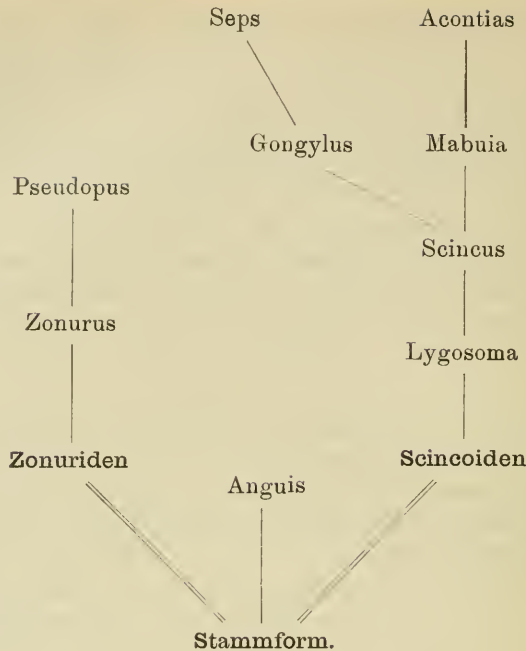 Seps Acontias
Gongylus Mabuia
Pseudopus
Scincus
Zonurus
Lygosoma
Zonuriden Scincoiden
Anguis
Stammform.